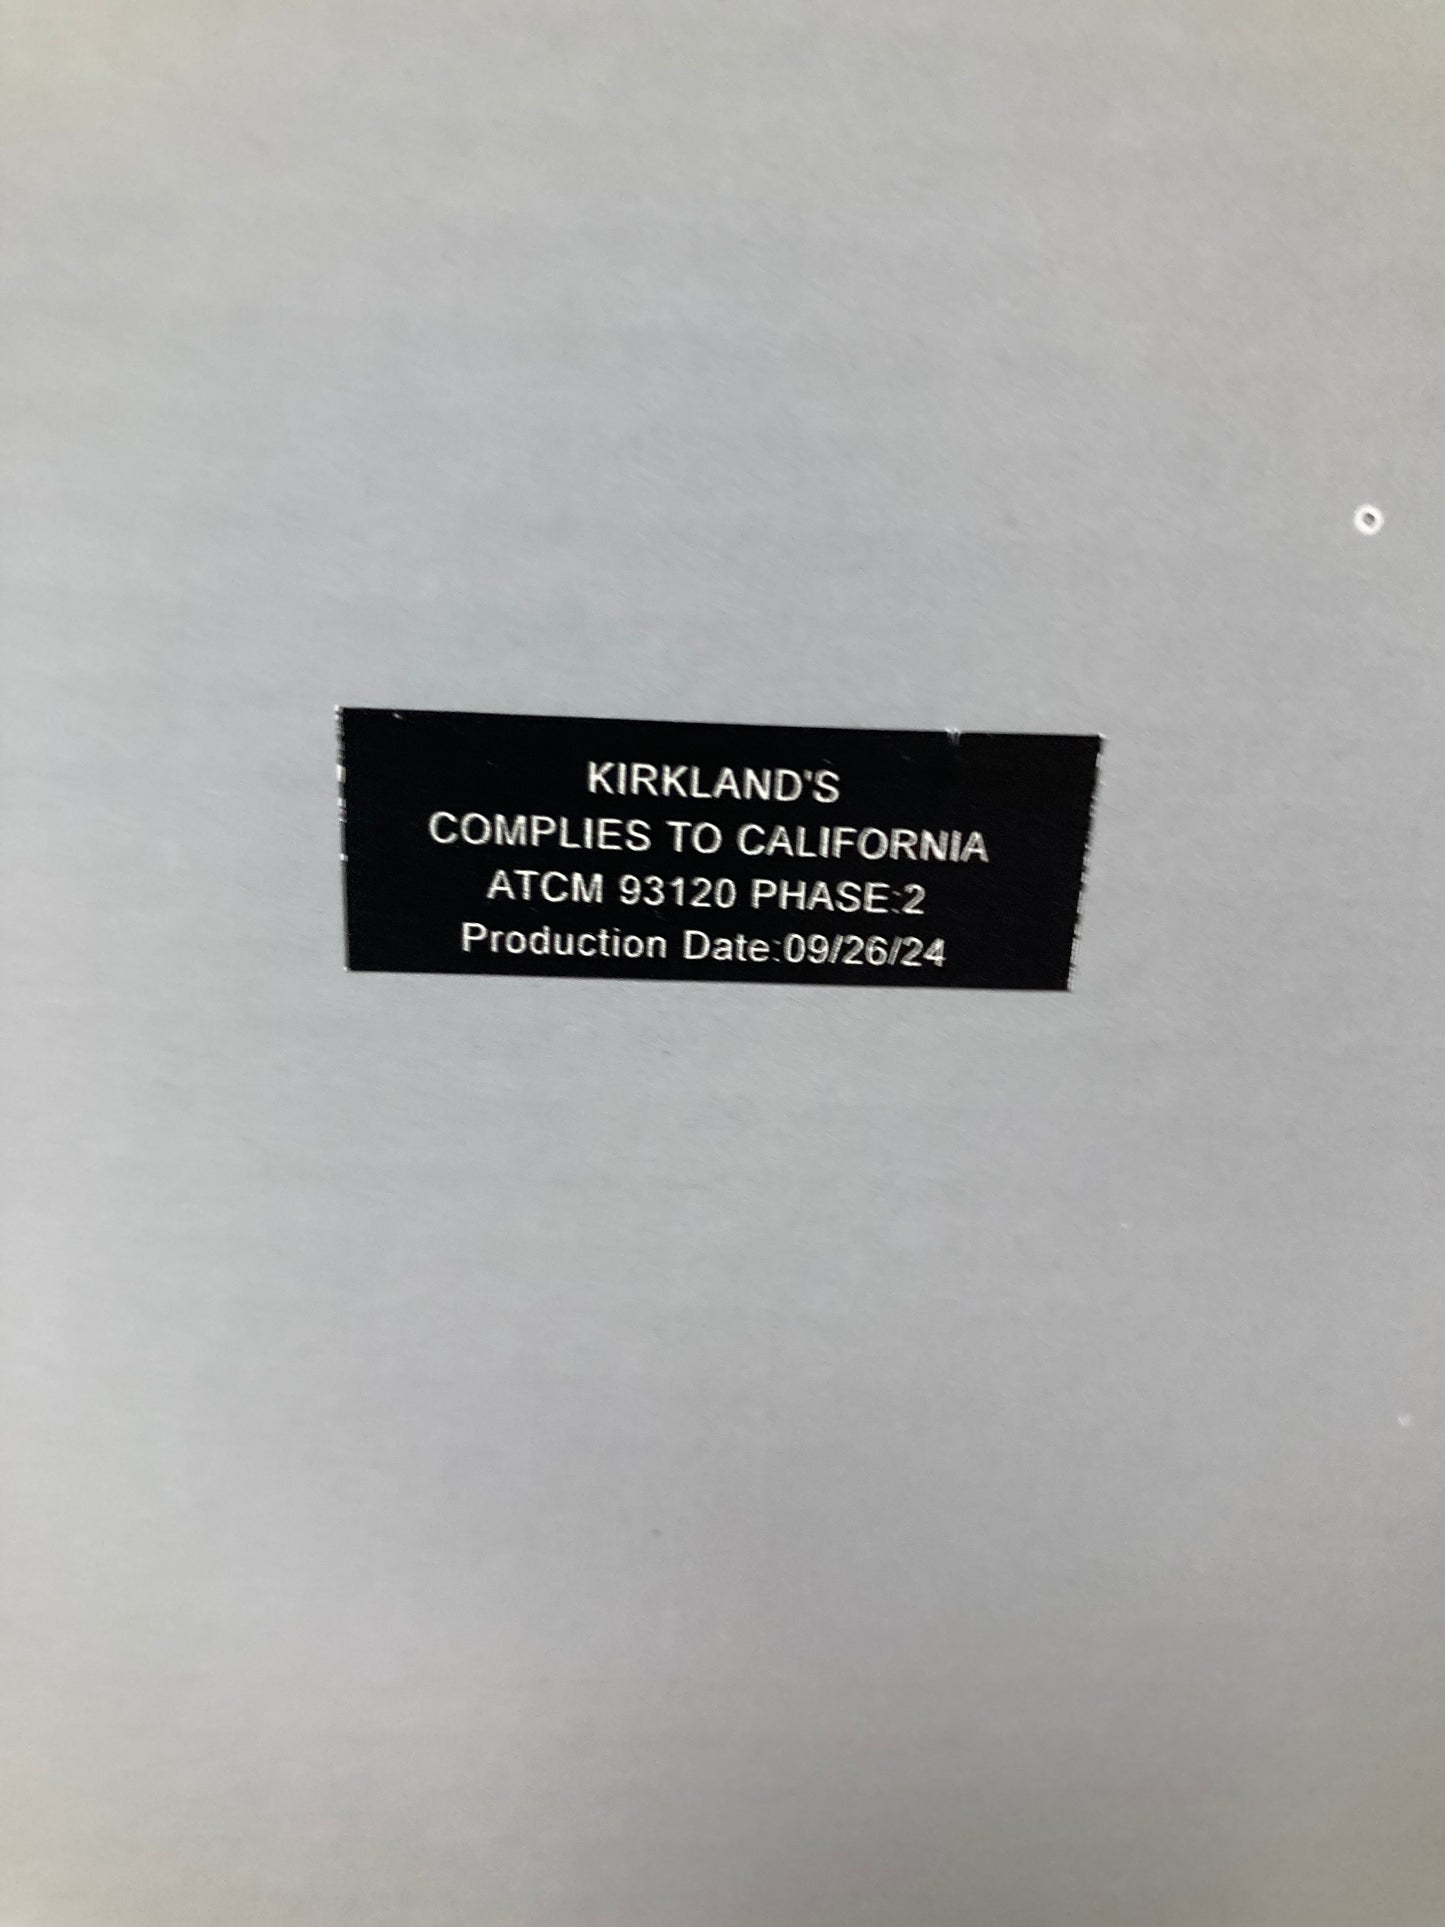 KIRKLAND'S
COMPLIES TO CALIFORNIA
ATCM 93120 PHASE:2
Production Date:09/26/24